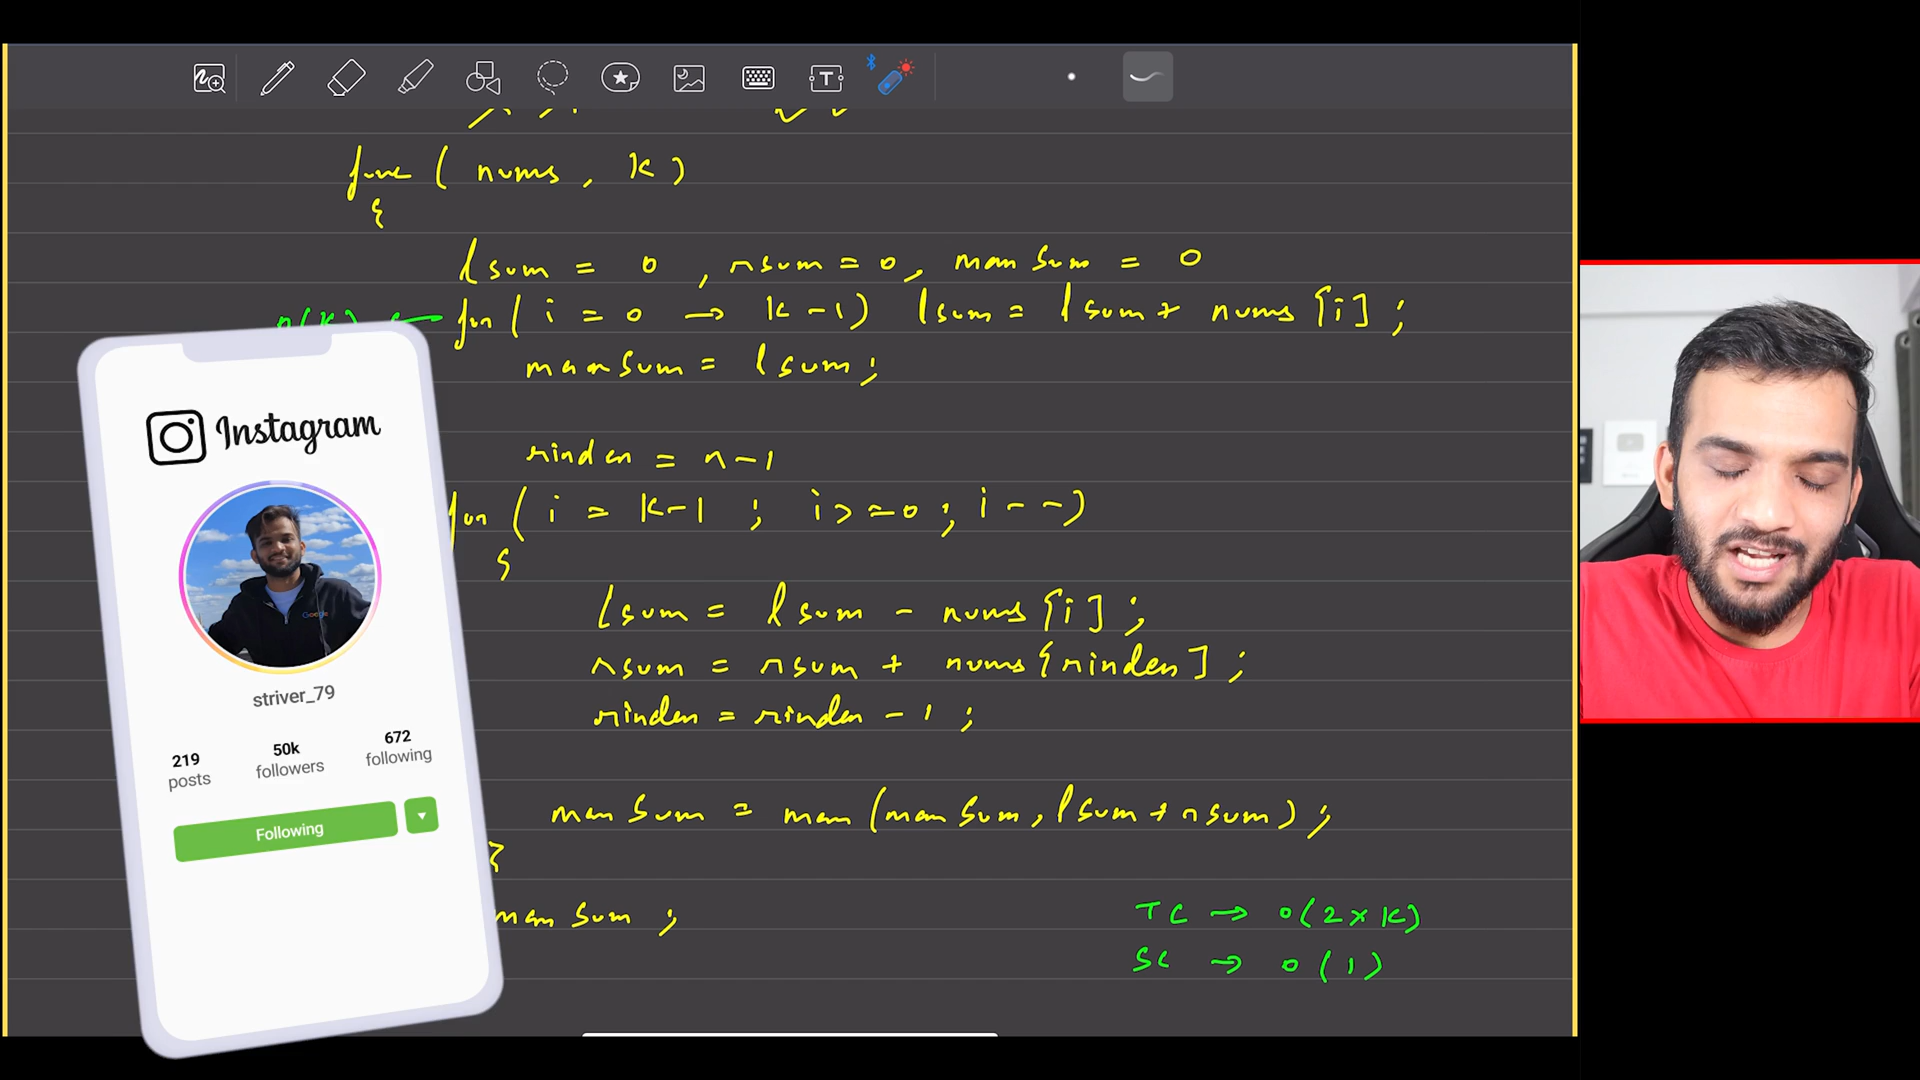 func ( nums , k )
{
lsum = 0 , rsum = 0, maxSum = 0
O(K) ← for ( i = 0 → k-1) lsum = lsum + nums [i] ;
maxSum = lsum ;
rindex = n-1
for ( i = k-1 ; i >= 0 ; i--)
{
lsum = lsum - nums [i] ;
rsum = rsum + nums [rindex] ;
rindex = rindex - 1 ;
maxSum = max (maxSum, lsum + rsum) ;
}
maxSum ;
TC → O(2 x K)
SC → O(1)
Instagram
striver_79
219 50k 672
posts followers following
Following
Google
T